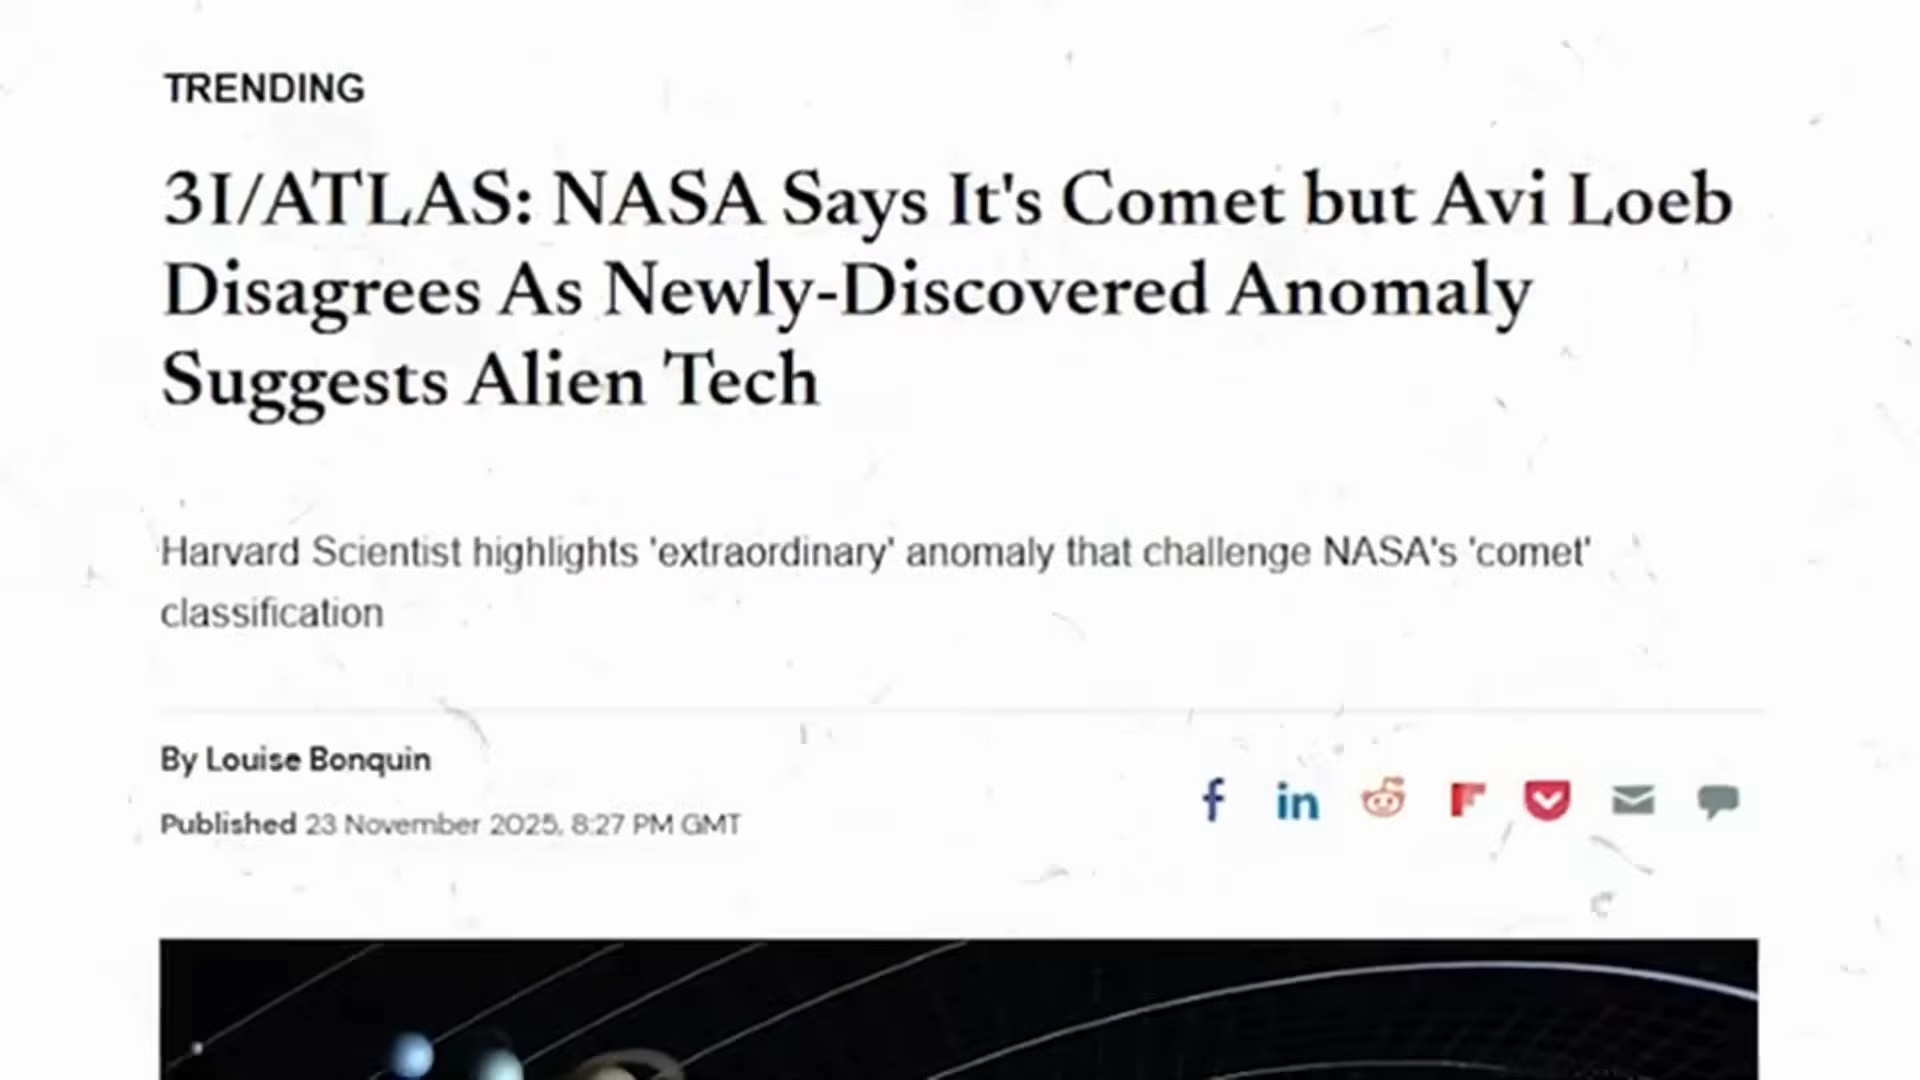 TRENDING
3I/ATLAS: NASA Says It's Comet but Avi Loeb
Disagrees As Newly-Discovered Anomaly
Suggests Alien Tech
Harvard Scientist highlights 'extraordinary' anomaly that challenge NASA's 'comet'
classification
By Louise Bonquin
Published 23 November 2025, 8:27 PM GMT